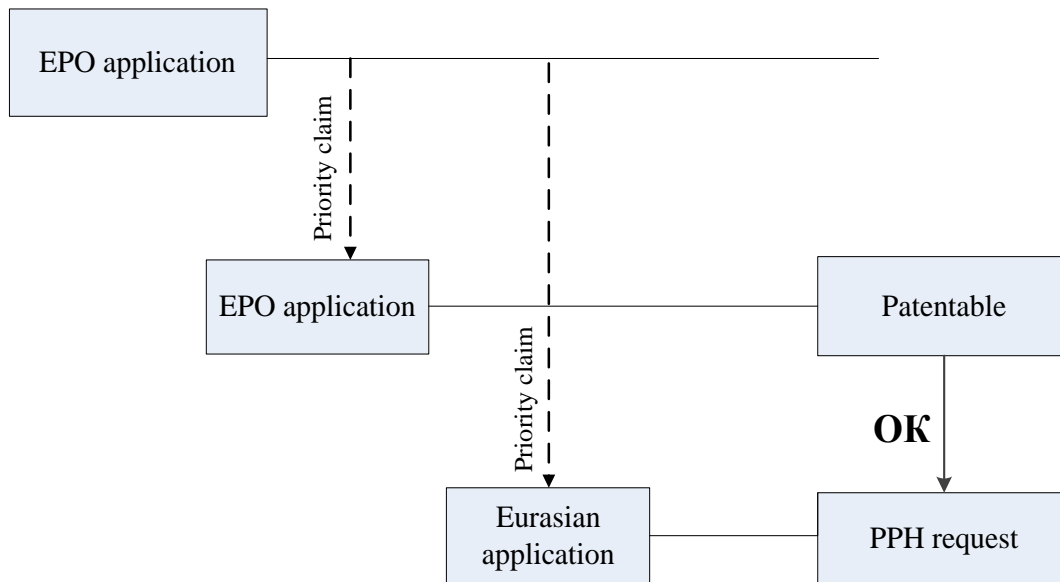 EPO application
Priority claim
EPO application
Patentable
Priority claim
OK
Eurasian
application
PPH request